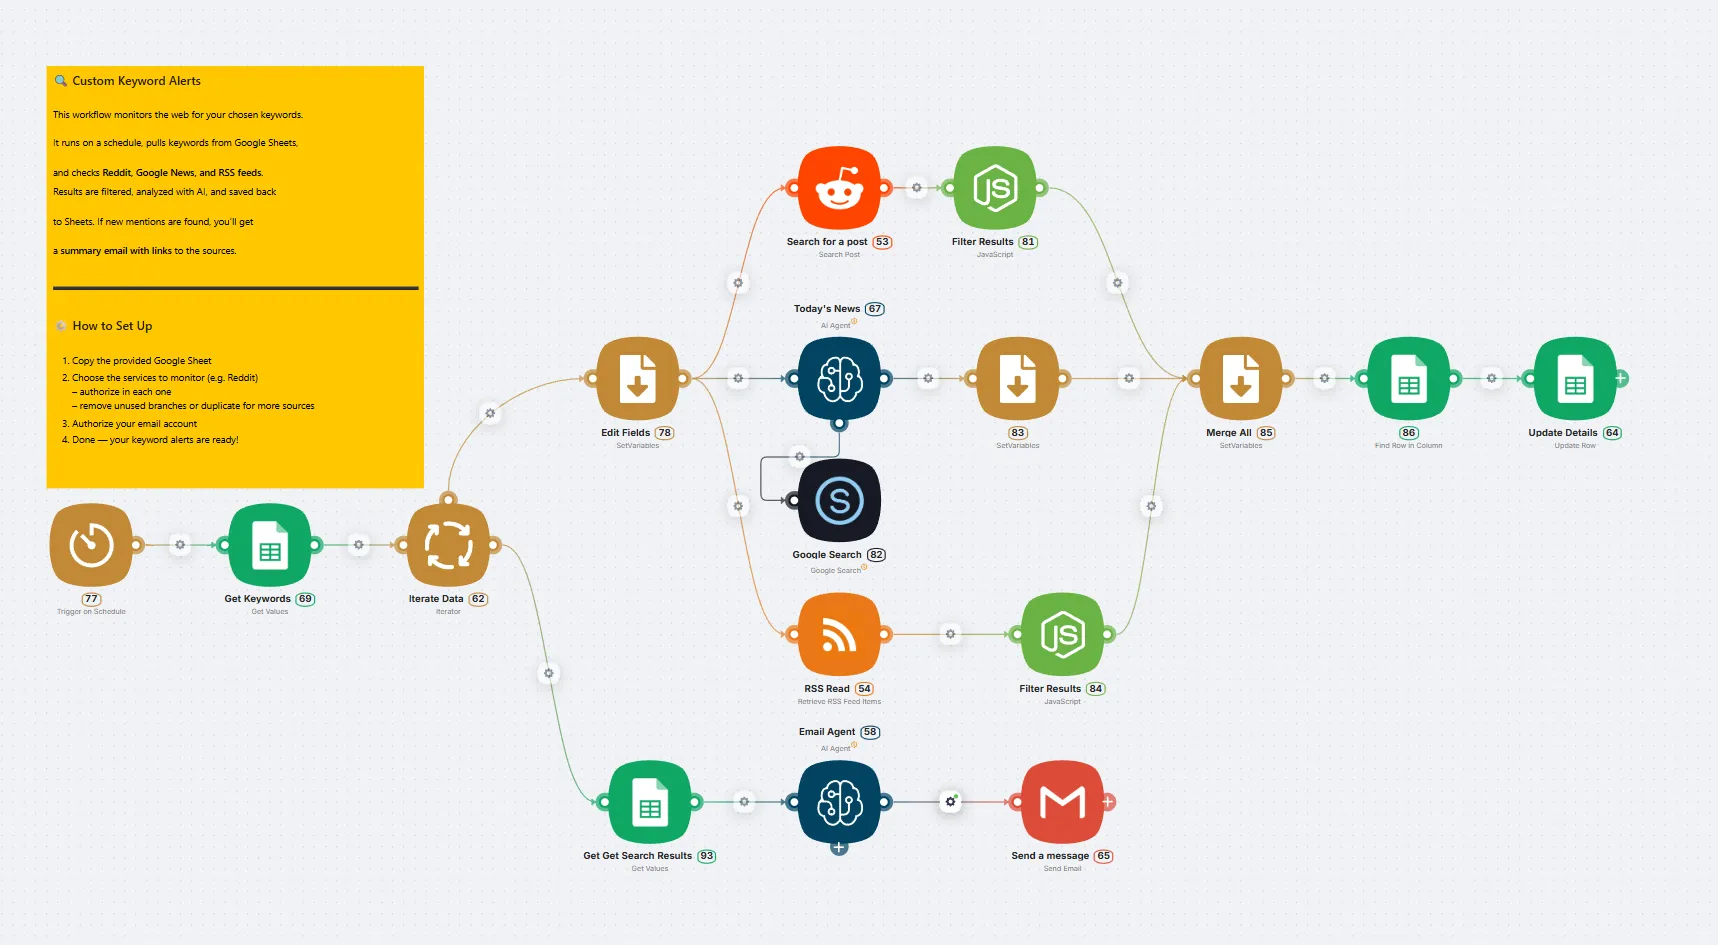 Custom Keyword Alerts
This workflow monitors the web for your chosen keywords.
It runs on a schedule, pulls keywords from Google Sheets,
and checks Reddit, Google News, and RSS feeds.
Results are filtered, analyzed with AI, and saved back
to Sheets. If new mentions are found, you'll get
a summary email with links to the sources.
How to Set Up
1. Copy the provided Google Sheet
2. Choose the services to monitor (e.g. Reddit)
– authorize in each one
– remove unused branches or duplicate for more sources
3. Authorize your email account
4. Done — your keyword alerts are ready!
77
Trigger on Schedule
Get Keywords 69
Get Values
Iterate Data 62
Iterator
Edit Fields 78
SetVariables
Search for a post 53
Search Post
JS
Filter Results 81
JavaScript
Today's News 67
AI Agent
83
SetVariables
S
Google Search 82
Google Search
RSS Read 54
Retrieve RSS Feed Items
JS
Filter Results 84
JavaScript
Merge All 85
SetVariables
86
Find Row in Column
Update Details 64
Update Row
Get Get Search Results 93
Get Values
Email Agent 58
AI Agent
Send a message 65
Send Email